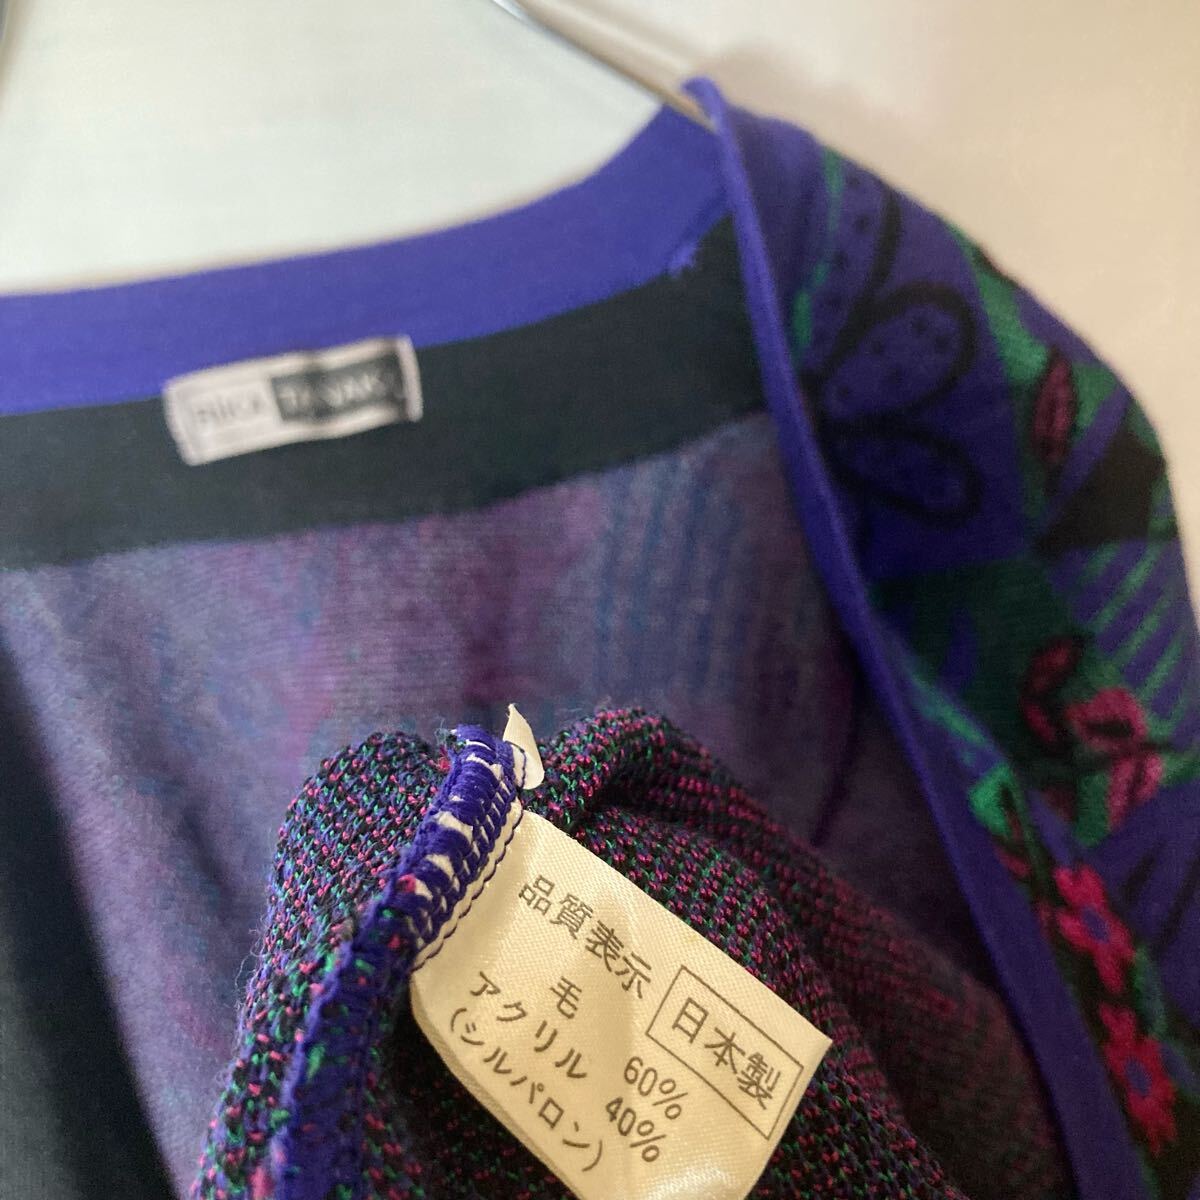 品質表示
日本製
毛 60%
アクリル 40%
(シルパロン)